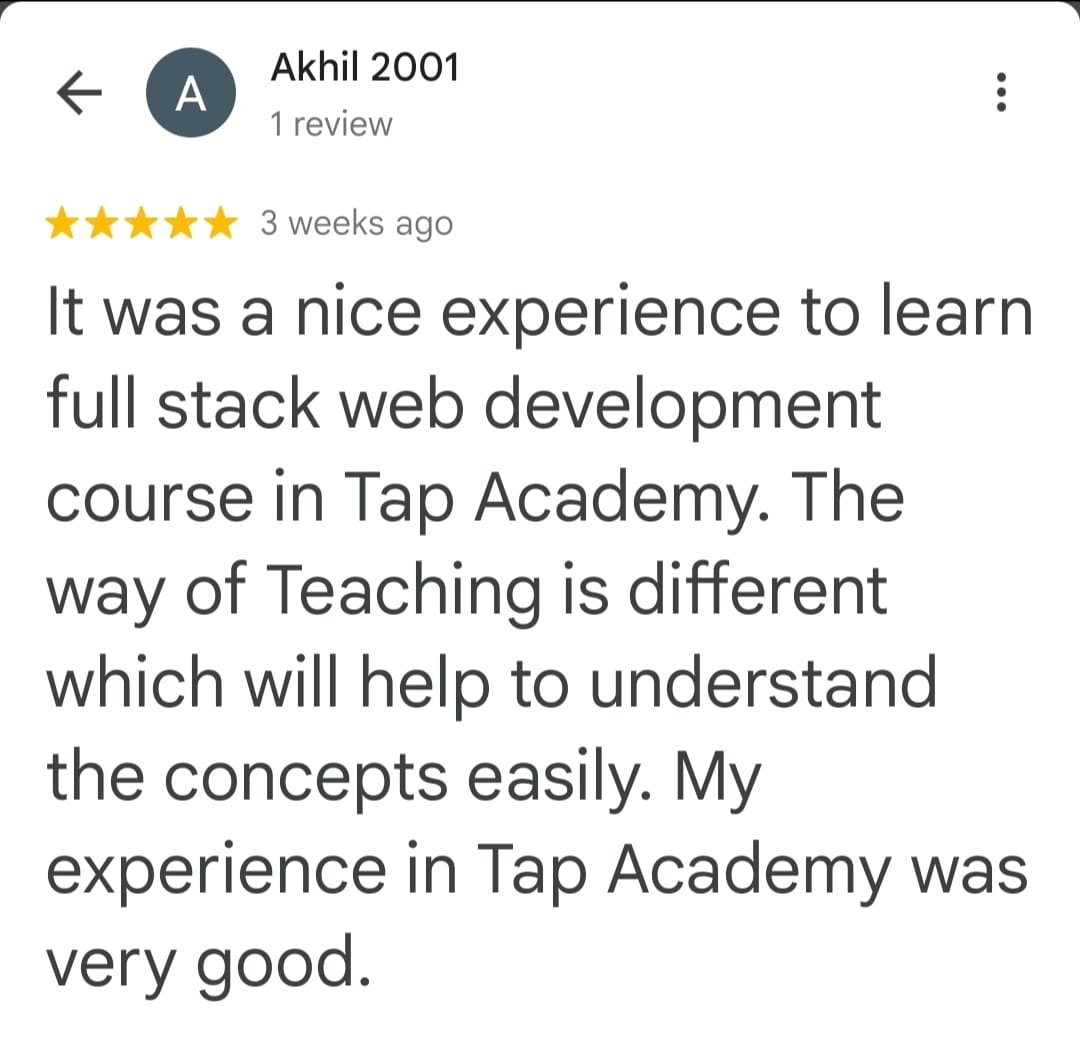 Akhil 2001
A
1 review
3 weeks ago
It was a nice experience to learn
full stack web development
course in Tap Academy. The
way of Teaching is different
which will help to understand
the concepts easily. My
experience in Tap Academy was
very good.